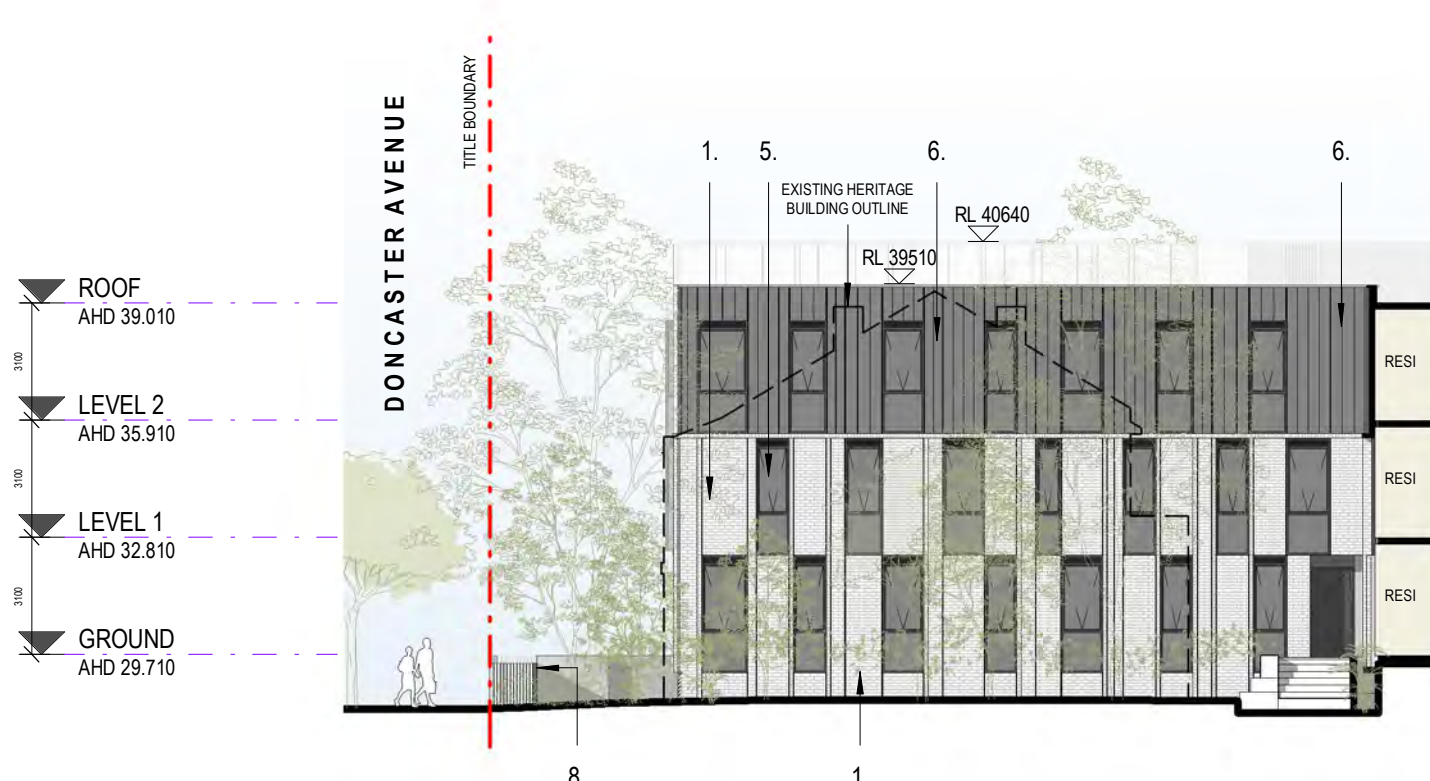 DONCASTER AVENUE
TITLE BOUNDARY
1.
5.
6.
6.
EXISTING HERITAGE
BUILDING OUTLINE
RL 40640
RL 39510
ROOF
AHD 39.010
3100
LEVEL 2
AHD 35.910
3100
LEVEL 1
AHD 32.810
3100
GROUND
AHD 29.710
RESI
RESI
RESI
8
1